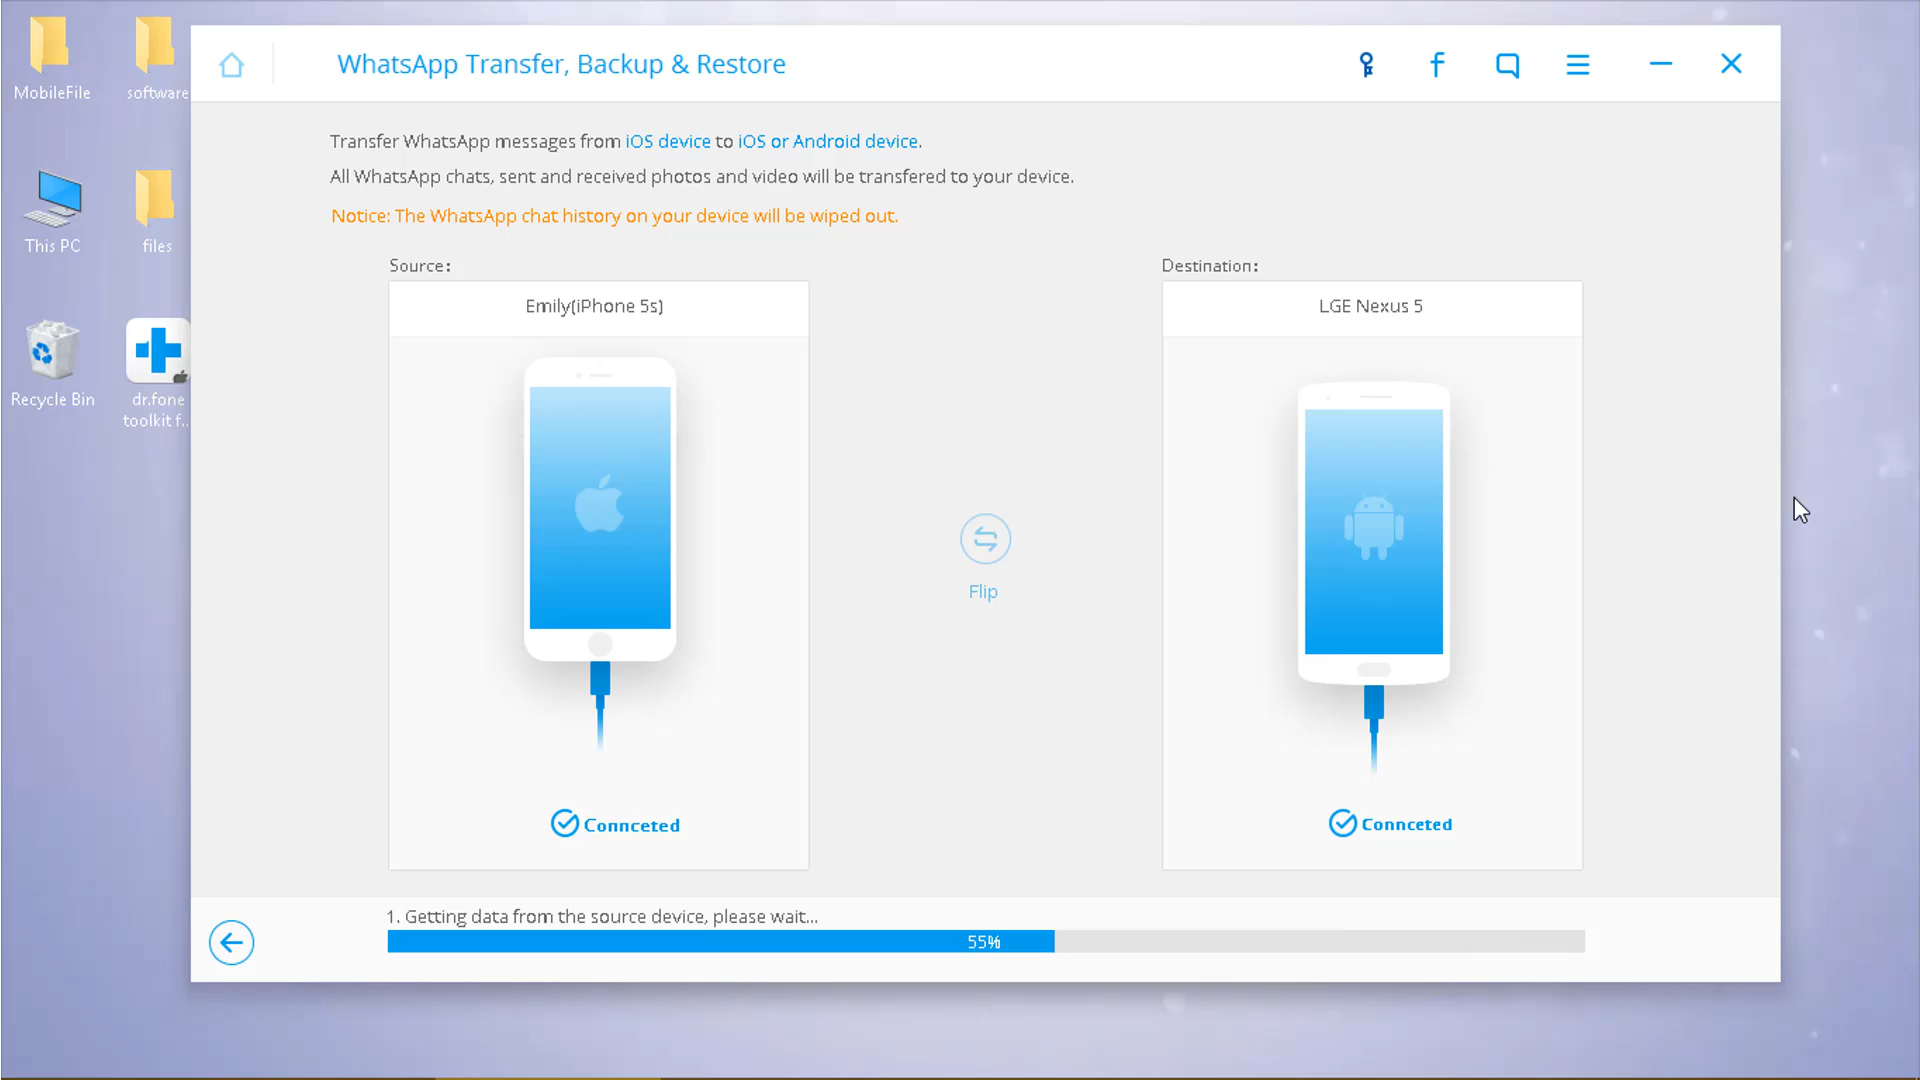 MobileFile
software
This PC
files
Recycle Bin
dr.fone
toolkit f...
WhatsApp Transfer, Backup & Restore
Transfer WhatsApp messages from iOS device to iOS or Android device.
All WhatsApp chats, sent and received photos and video will be transfered to your device.
Notice: The WhatsApp chat history on your device will be wiped out.
Source:
Destination:
Emily(iPhone 5s)
LGE Nexus 5
Flip
Connceted
Connceted
1. Getting data from the source device, please wait...
55%